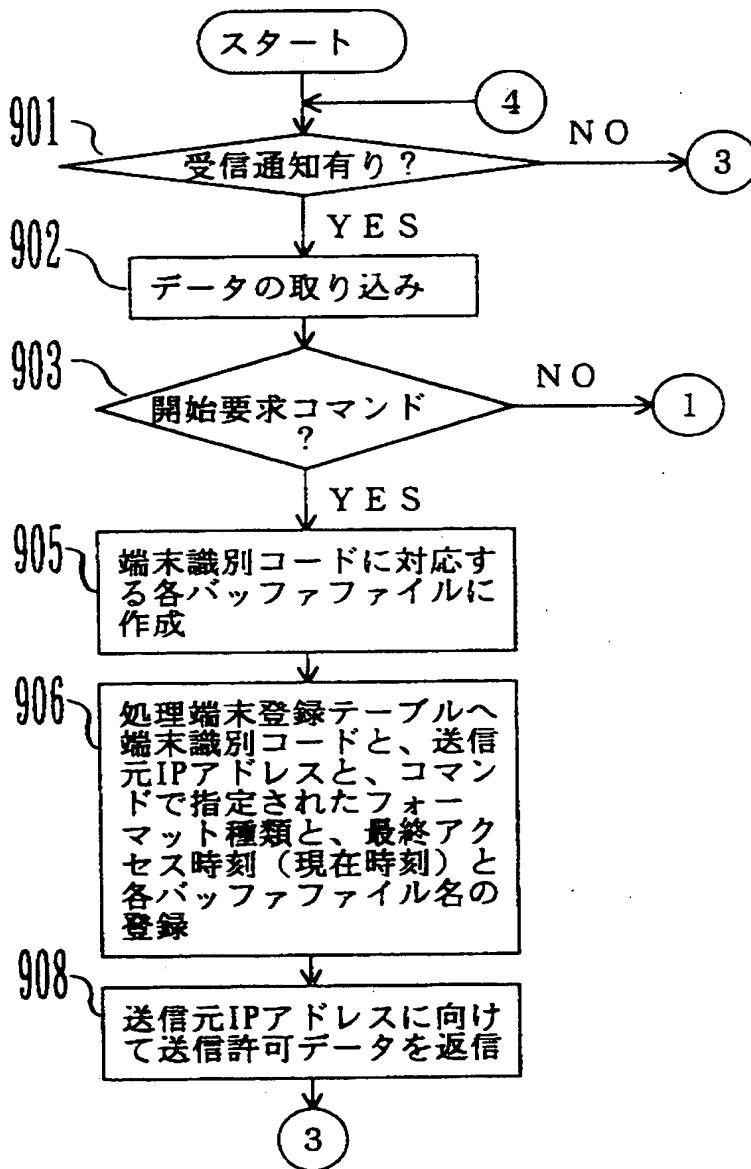 スタート
4
901
NO
受信通知有り?
3
YES
902
データの取り込み
903
NO
開始要求コマンド
?
1
YES
905
端末識別コードに対応す
る各バッファファイルに
作成
906
処理端末登録テーブルへ
端末識別コードと、送信
元IPアドレスと、コマン
ドで指定されたフォー
マット種類と、最終アク
セス時刻(現在時刻)と
各バッファファイル名の
登録
908
送信元IPアドレスに向け
て送信許可データを返信
3